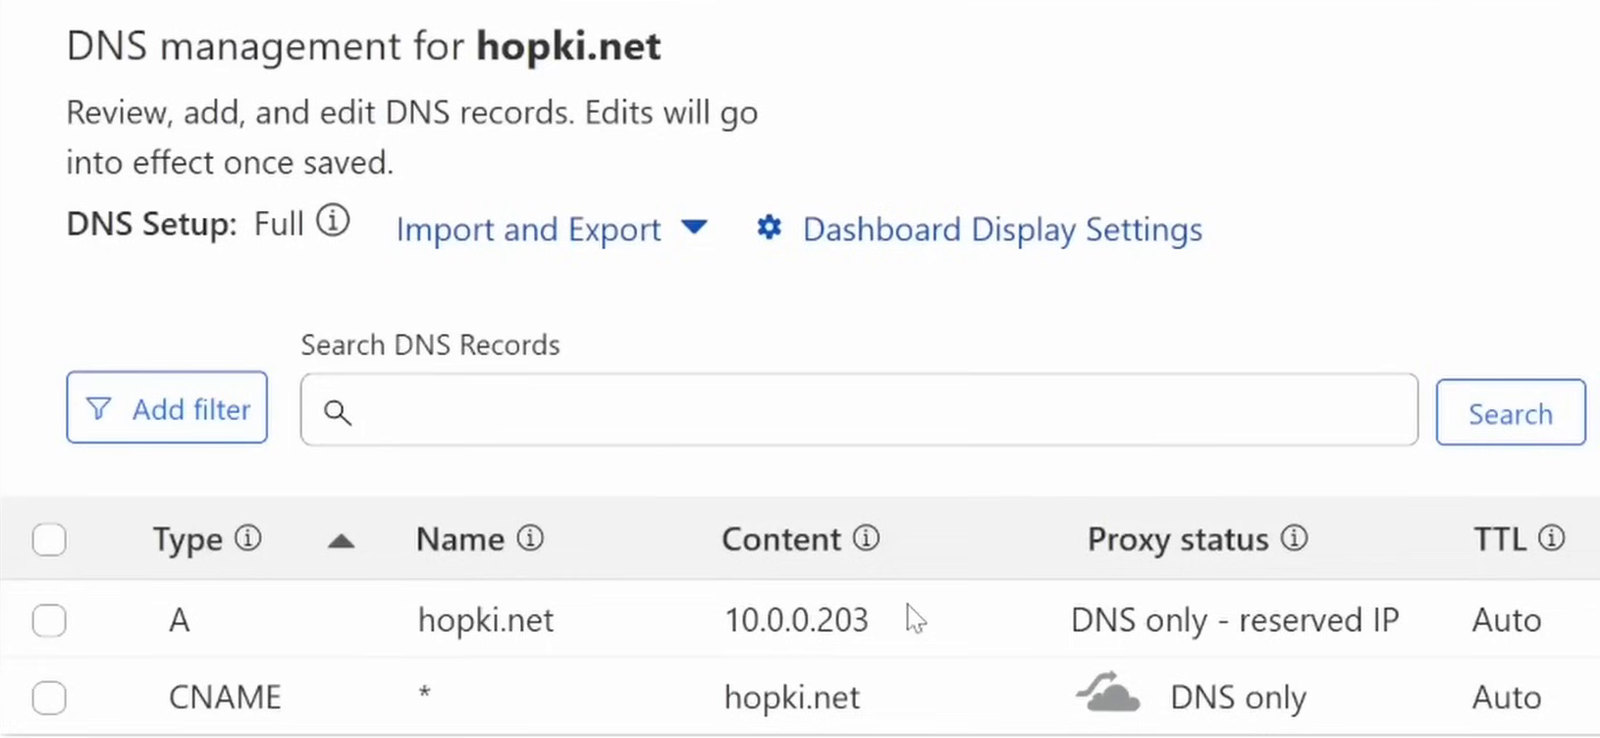 DNS management for hopki.net
Review, add, and edit DNS records. Edits will go
into effect once saved.
DNS Setup: Full Import and Export Dashboard Display Settings
Search DNS Records
Add filter Search
Type Name Content Proxy status TTL
A hopki.net 10.0.0.203 DNS only - reserved IP Auto
CNAME * hopki.net DNS only Auto